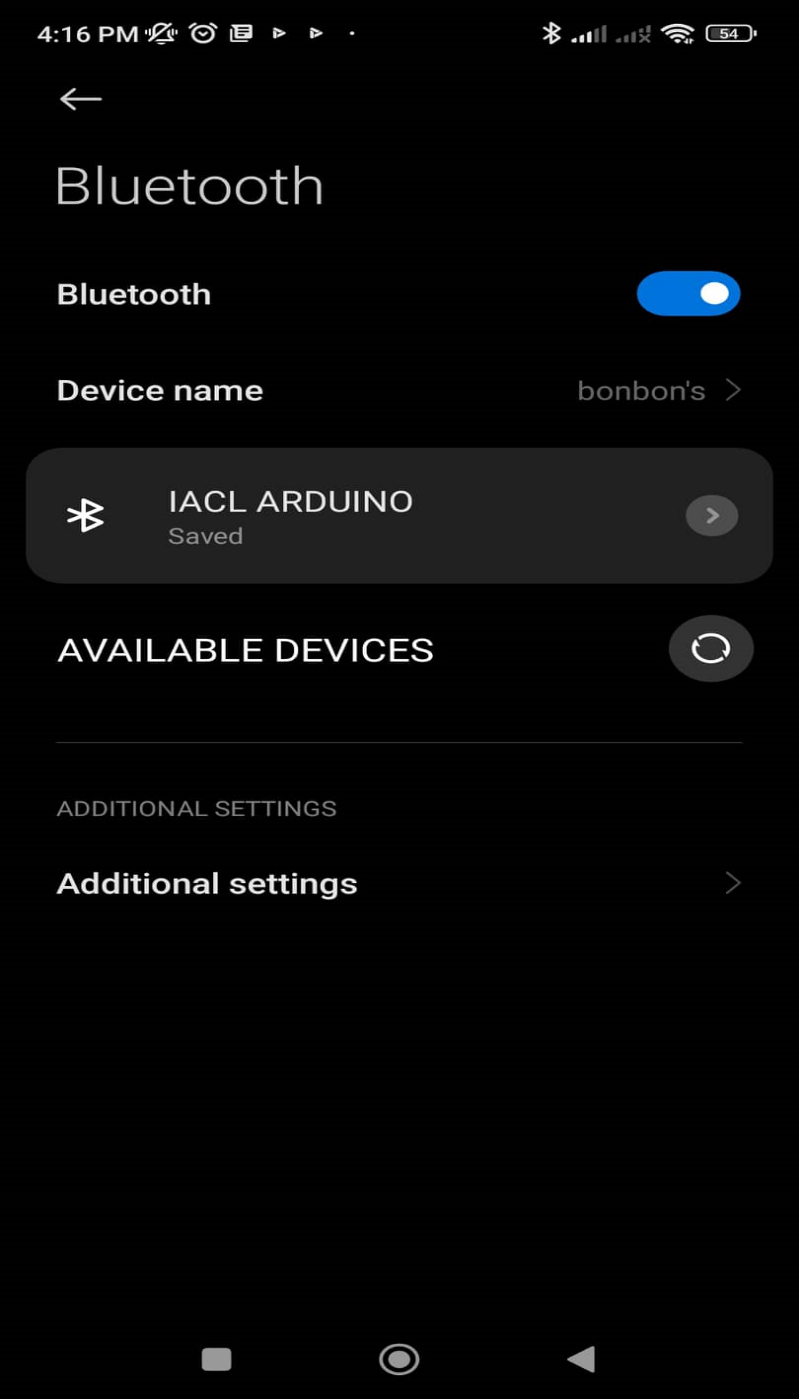 4:16 PM
54
Bluetooth
Bluetooth
Device name
bonbon's
IACL ARDUINO
Saved
AVAILABLE DEVICES
ADDITIONAL SETTINGS
Additional settings